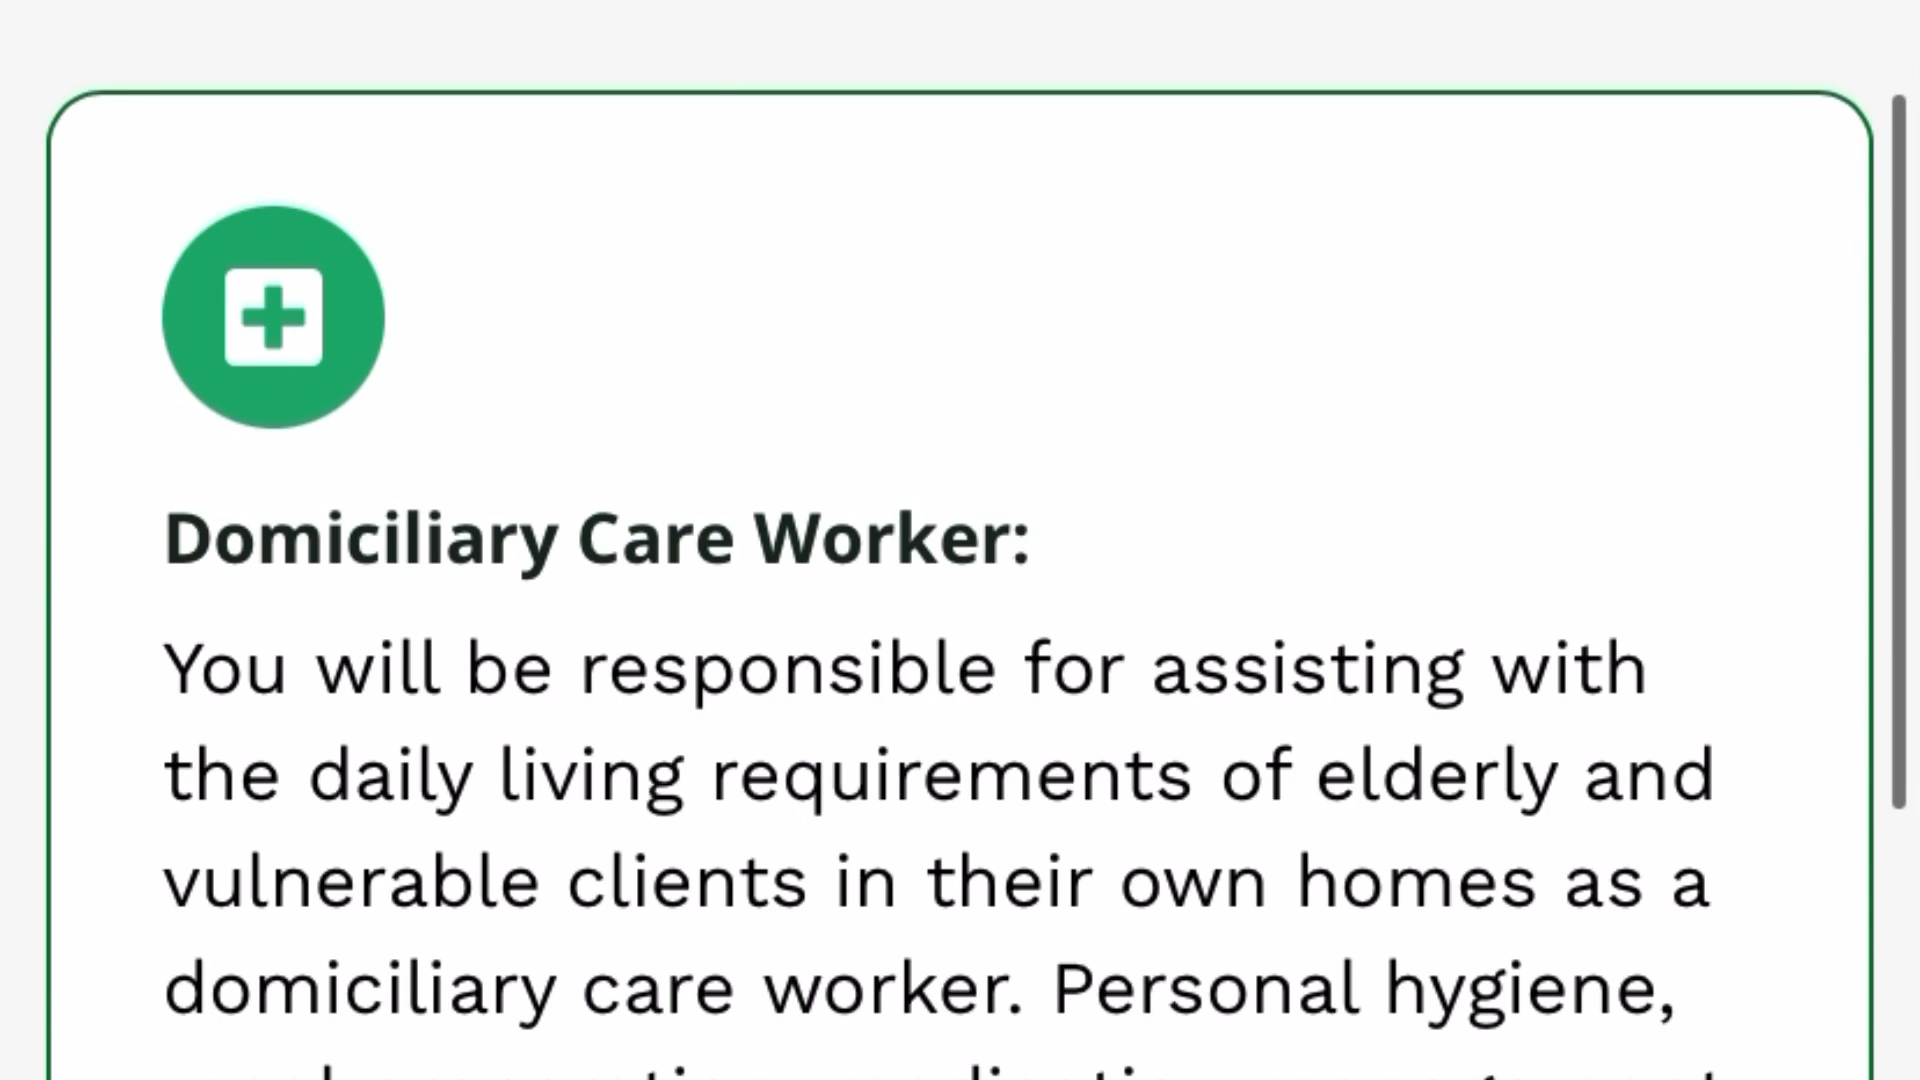 Domiciliary Care Worker:
You will be responsible for assisting with
the daily living requirements of elderly and
vulnerable clients in their own homes as a
domiciliary care worker. Personal hygiene,